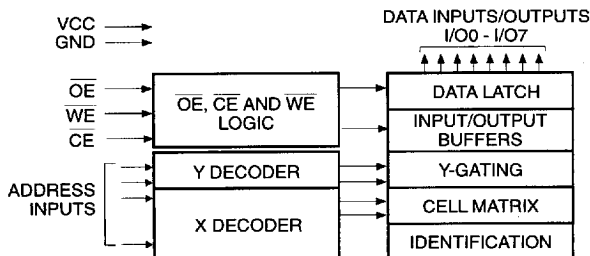 VCC
GND
DATA INPUTS/OUTPUTS
I/O0 - I/O7
OE
WE
CE
OE, CE AND WE
LOGIC
DATA LATCH
INPUT/OUTPUT
BUFFERS
ADDRESS
INPUTS
Y DECODER
X DECODER
Y-GATING
CELL MATRIX
IDENTIFICATION